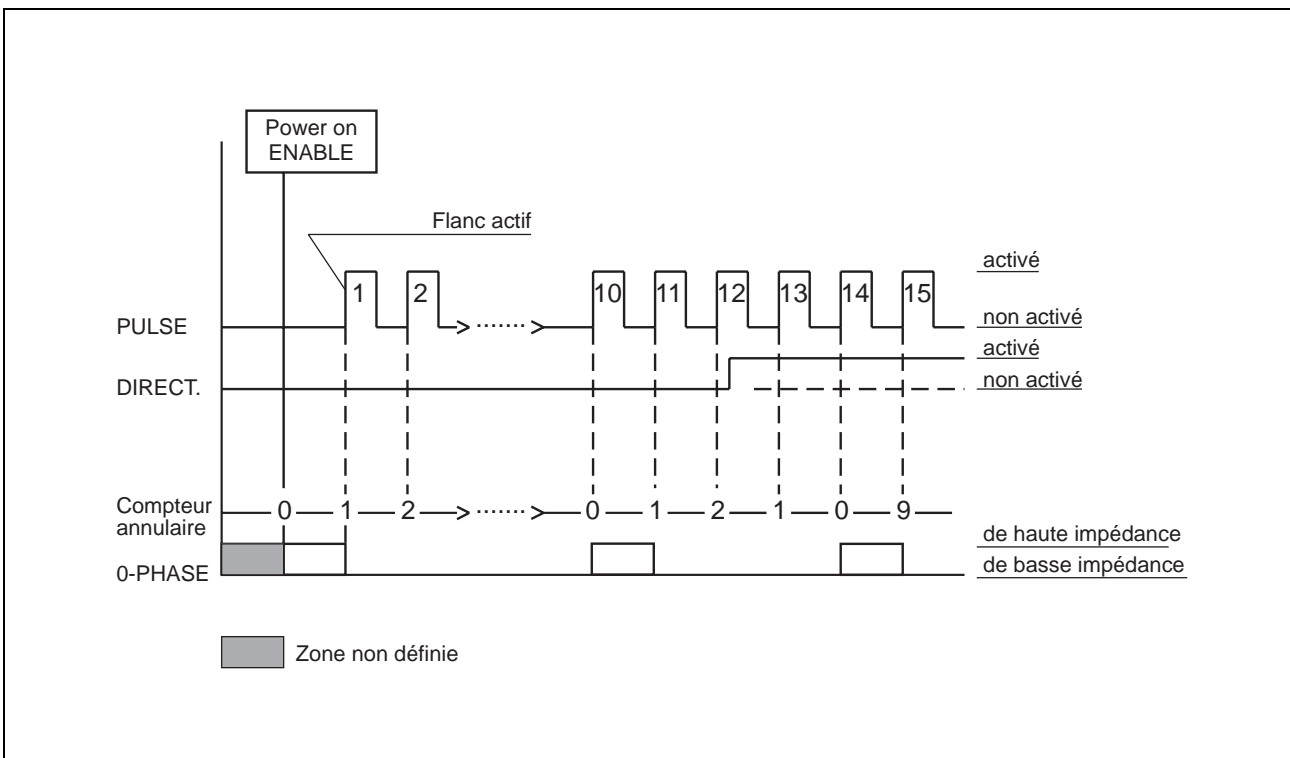 Power on
ENABLE
Flanc actif
activé
1 2 10 11 12 13 14 15
PULSE
non activé
activé
DIRECT.
non activé
Compteur
annulaire
0 1 2 0 1 2 1 0 9
de haute impédance
0-PHASE
de basse impédance
Zone non définie